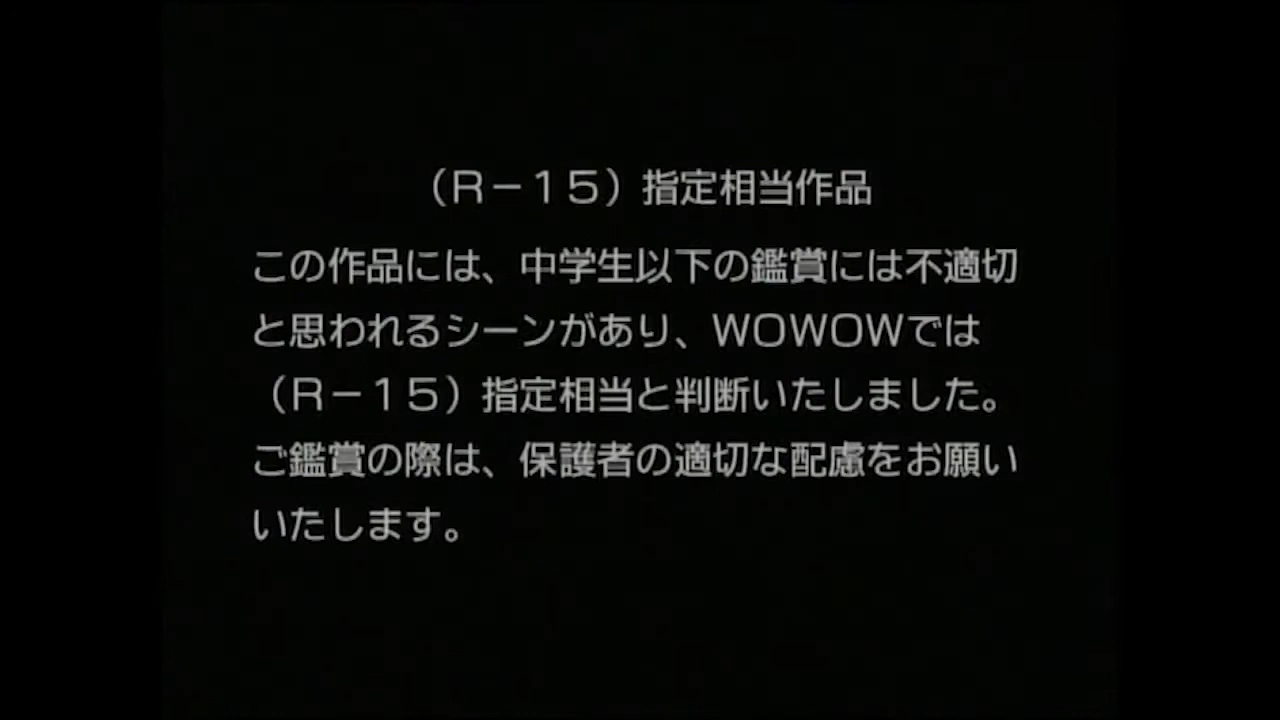 （Ｒ－１５）指定相当作品
この作品には、中学生以下の鑑賞には不適切
と思われるシーンがあり、ＷＯＷＯＷでは
（Ｒ－１５）指定相当と判断いたしました。
ご鑑賞の際は、保護者の適切な配慮をお願い
いたします。